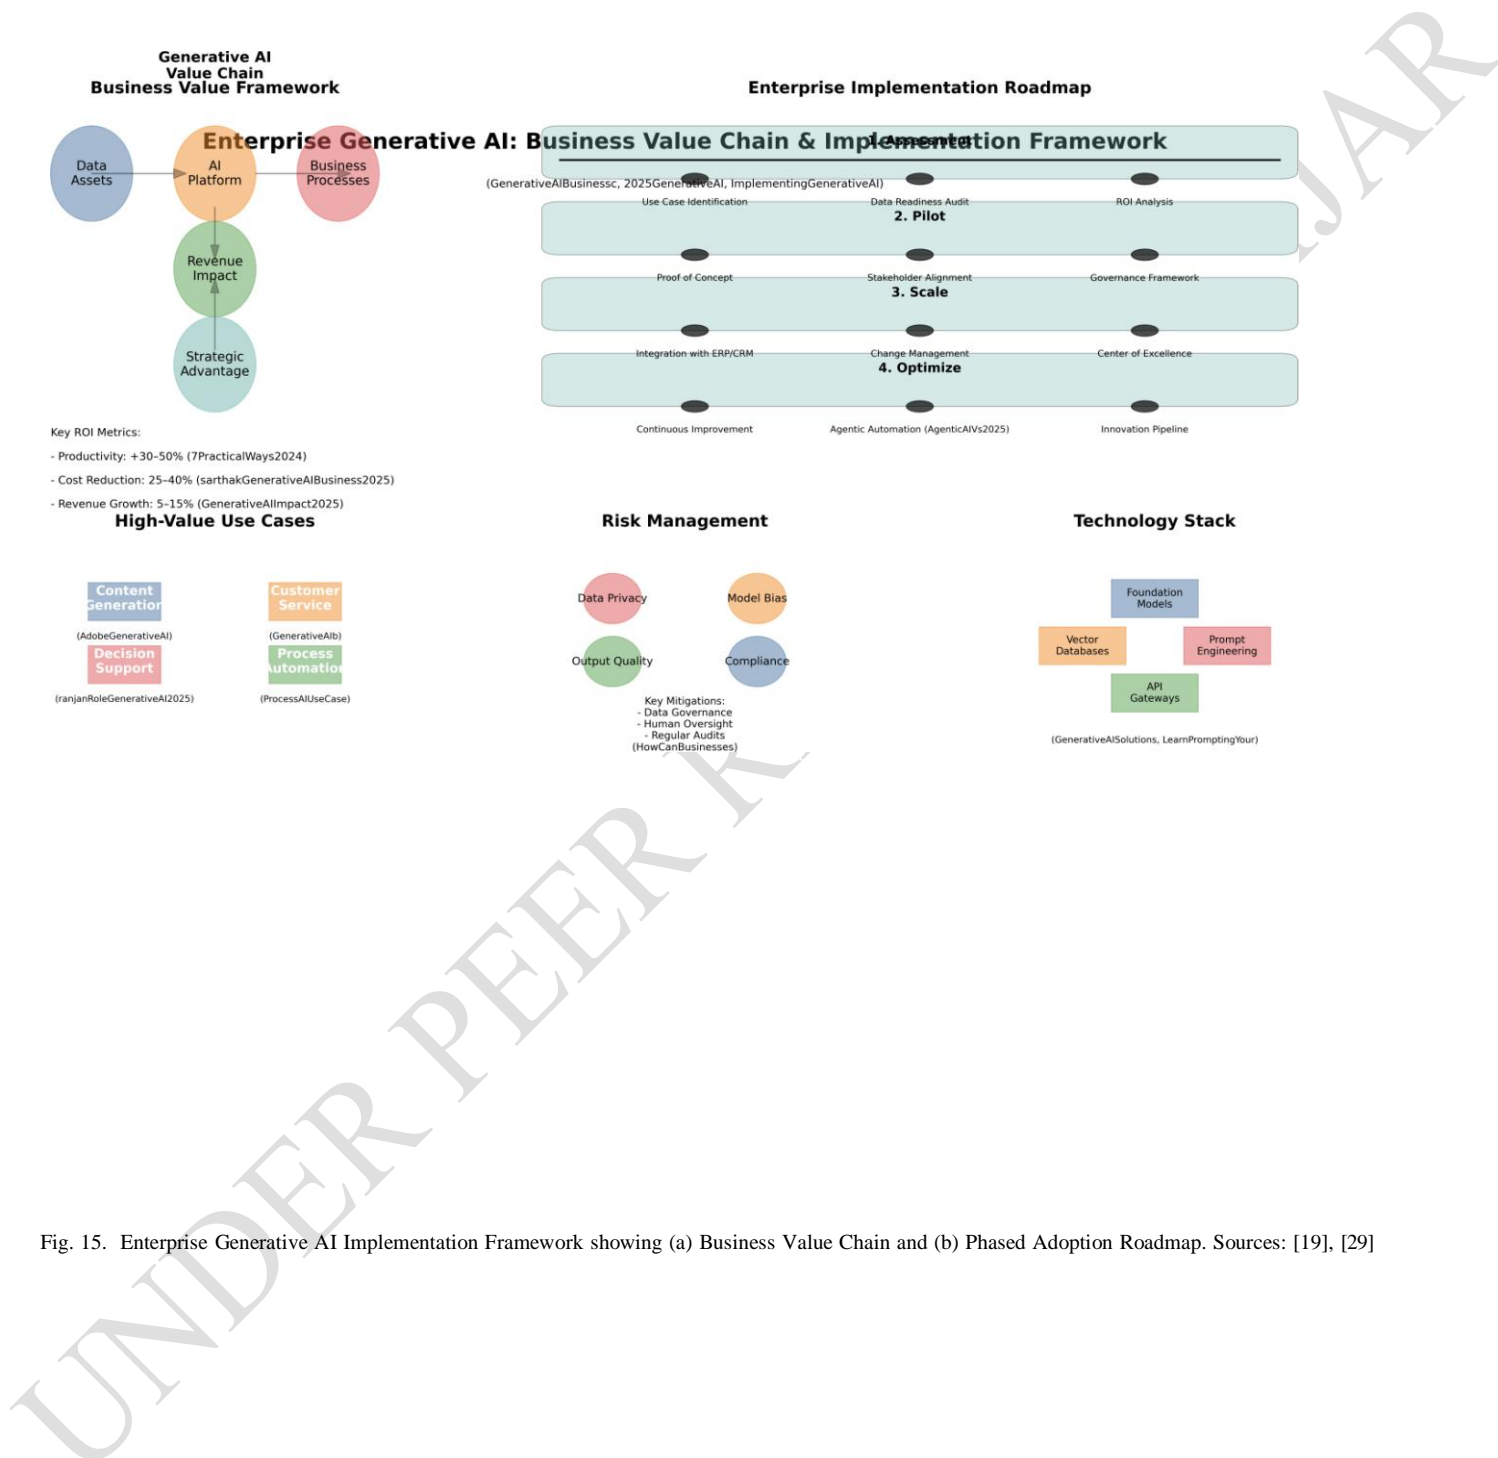 Generative AI
Value Chain
Business Value Framework
Enterprise Implementation Roadmap
Enterprise Generative AI: Business Value Chain & Implementation Framework
(GenerativeAIBusinessc, 2025GenerativeAI, ImplementingGenerativeAI)
Data
Assets
AI
Platform
Business
Processes
Revenue
Impact
Strategic
Advantage
Key ROI Metrics:
- Productivity: +30–50% (7PracticalWays2024)
- Cost Reduction: 25–40% (sarthakGenerativeAIBusiness2025)
- Revenue Growth: 5–15% (GenerativeAIImpact2025)
1. Assessment
Use Case Identification
Data Readiness Audit
ROI Analysis
2. Pilot
Proof of Concept
Stakeholder Alignment
Governance Framework
3. Scale
Integration with ERP/CRM
Change Management
Center of Excellence
4. Optimize
Continuous Improvement
Agentic Automation (AgenticAIVs2025)
Innovation Pipeline
High-Value Use Cases
Content
Generation
(AdobeGenerativeAI)
Customer
Service
(GenerativeAIb)
Decision
Support
(ranjanRoleGenerativeAI2025)
Process
Automation
(ProcessAIUseCase)
Risk Management
Data Privacy
Model Bias
Output Quality
Compliance
Key Mitigations:
- Data Governance
- Human Oversight
- Regular Audits
(HowCanBusinesses)
Technology Stack
Foundation
Models
Vector
Databases
Prompt
Engineering
API
Gateways
(GenerativeAISolutions, LearnPromptingYour)
Fig. 15. Enterprise Generative AI Implementation Framework showing (a) Business Value Chain and (b) Phased Adoption Roadmap. Sources: [19], [29]
UNDER PEER R
JAR